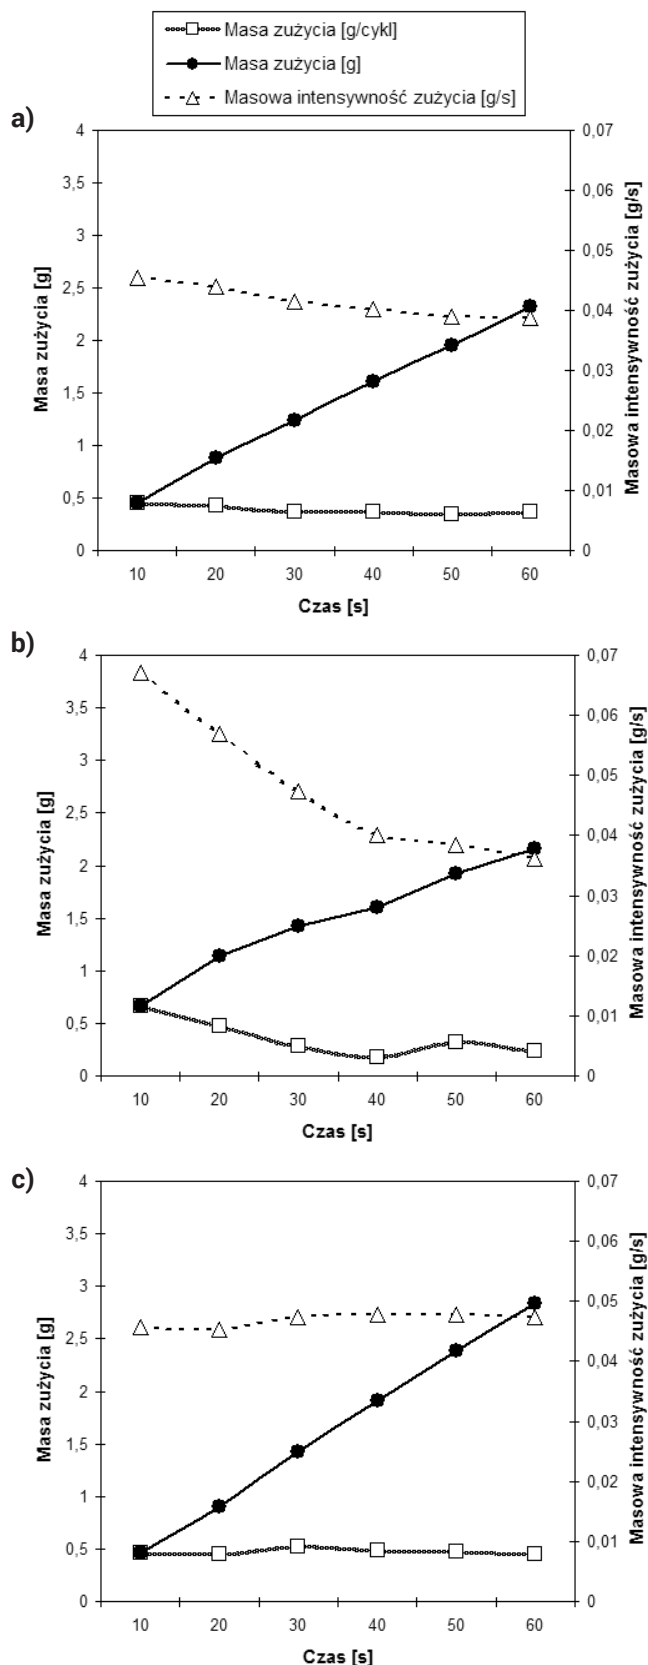 Masa zużycia [g/cykl]
Masa zużycia [g]
Masowa intensywność zużycia [g/s]
a)
4
3,5
3
2,5
2
1,5
1
0,5
0
Masa zużycia [g]
0,07
0,06
0,05
0,04
0,03
0,02
0,01
0
Masowa intensywność zużycia [g/s]
10 20 30 40 50 60
Czas [s]
b)
4
3,5
3
2,5
2
1,5
1
0,5
0
Masa zużycia [g]
0,07
0,06
0,05
0,04
0,03
0,02
0,01
0
Masowa intensywność zużycia [g/s]
10 20 30 40 50 60
Czas [s]
c)
4
3,5
3
2,5
2
1,5
1
0,5
0
Masa zużycia [g]
0,07
0,06
0,05
0,04
0,03
0,02
0,01
0
Masowa intensywność zużycia [g/s]
10 20 30 40 50 60
Czas [s]